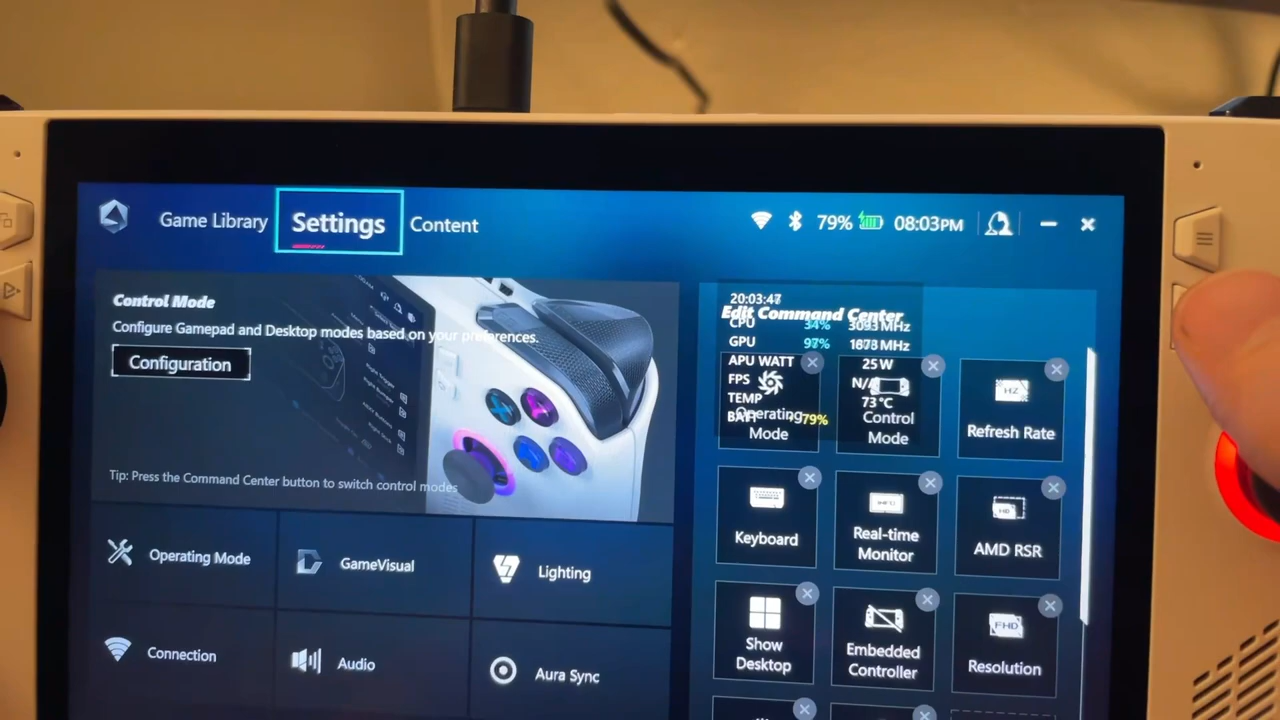 Game Library
Settings
Content
79%
08:03PM
Control Mode
Configure Gamepad and Desktop modes based on your preferences.
Configuration
Tip: Press the Command Center button to switch control modes
Operating Mode
GameVisual
Lighting
Connection
Audio
Aura Sync
Edit Command Center
20:03:47
CPU 34% 3093 MHz
GPU 97% 1873 MHz
APU WATT 25 W
FPS N/A
TEMP 73 °C
BATT 79%
Operating
Mode
Control
Mode
HZ
Refresh Rate
Keyboard
Real-time
Monitor
HD
AMD RSR
Show
Desktop
Embedded
Controller
FHD
Resolution